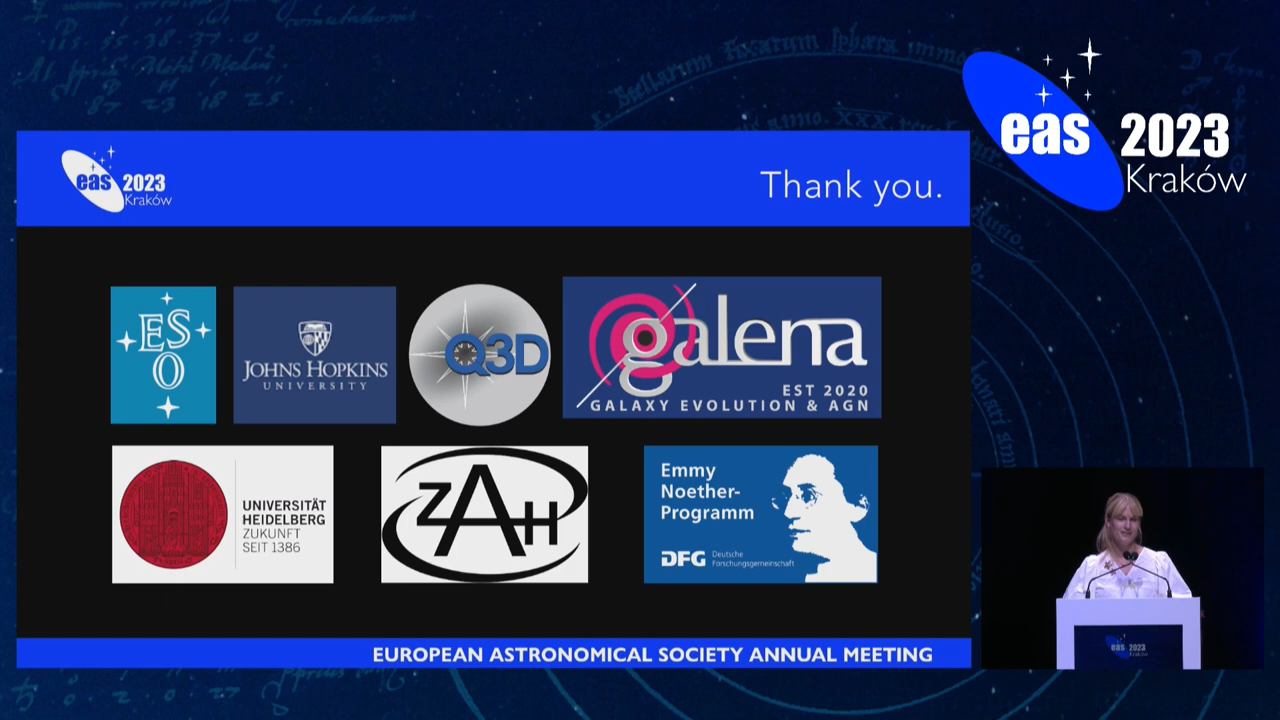 eas 2023
Kraków
eas 2023
Kraków
Thank you.
ES
O
JOHNS HOPKINS
UNIVERSITY
Q3D
galena
EST 2020
GALAXY EVOLUTION & AGN
UNIVERSITÄT
HEIDELBERG
ZUKUNFT
SEIT 1386
ZAH
Emmy
Noether-
Programm
DFG Deutsche
Forschungsgemeinschaft
EUROPEAN ASTRONOMICAL SOCIETY ANNUAL MEETING
eas 2023
Kraków